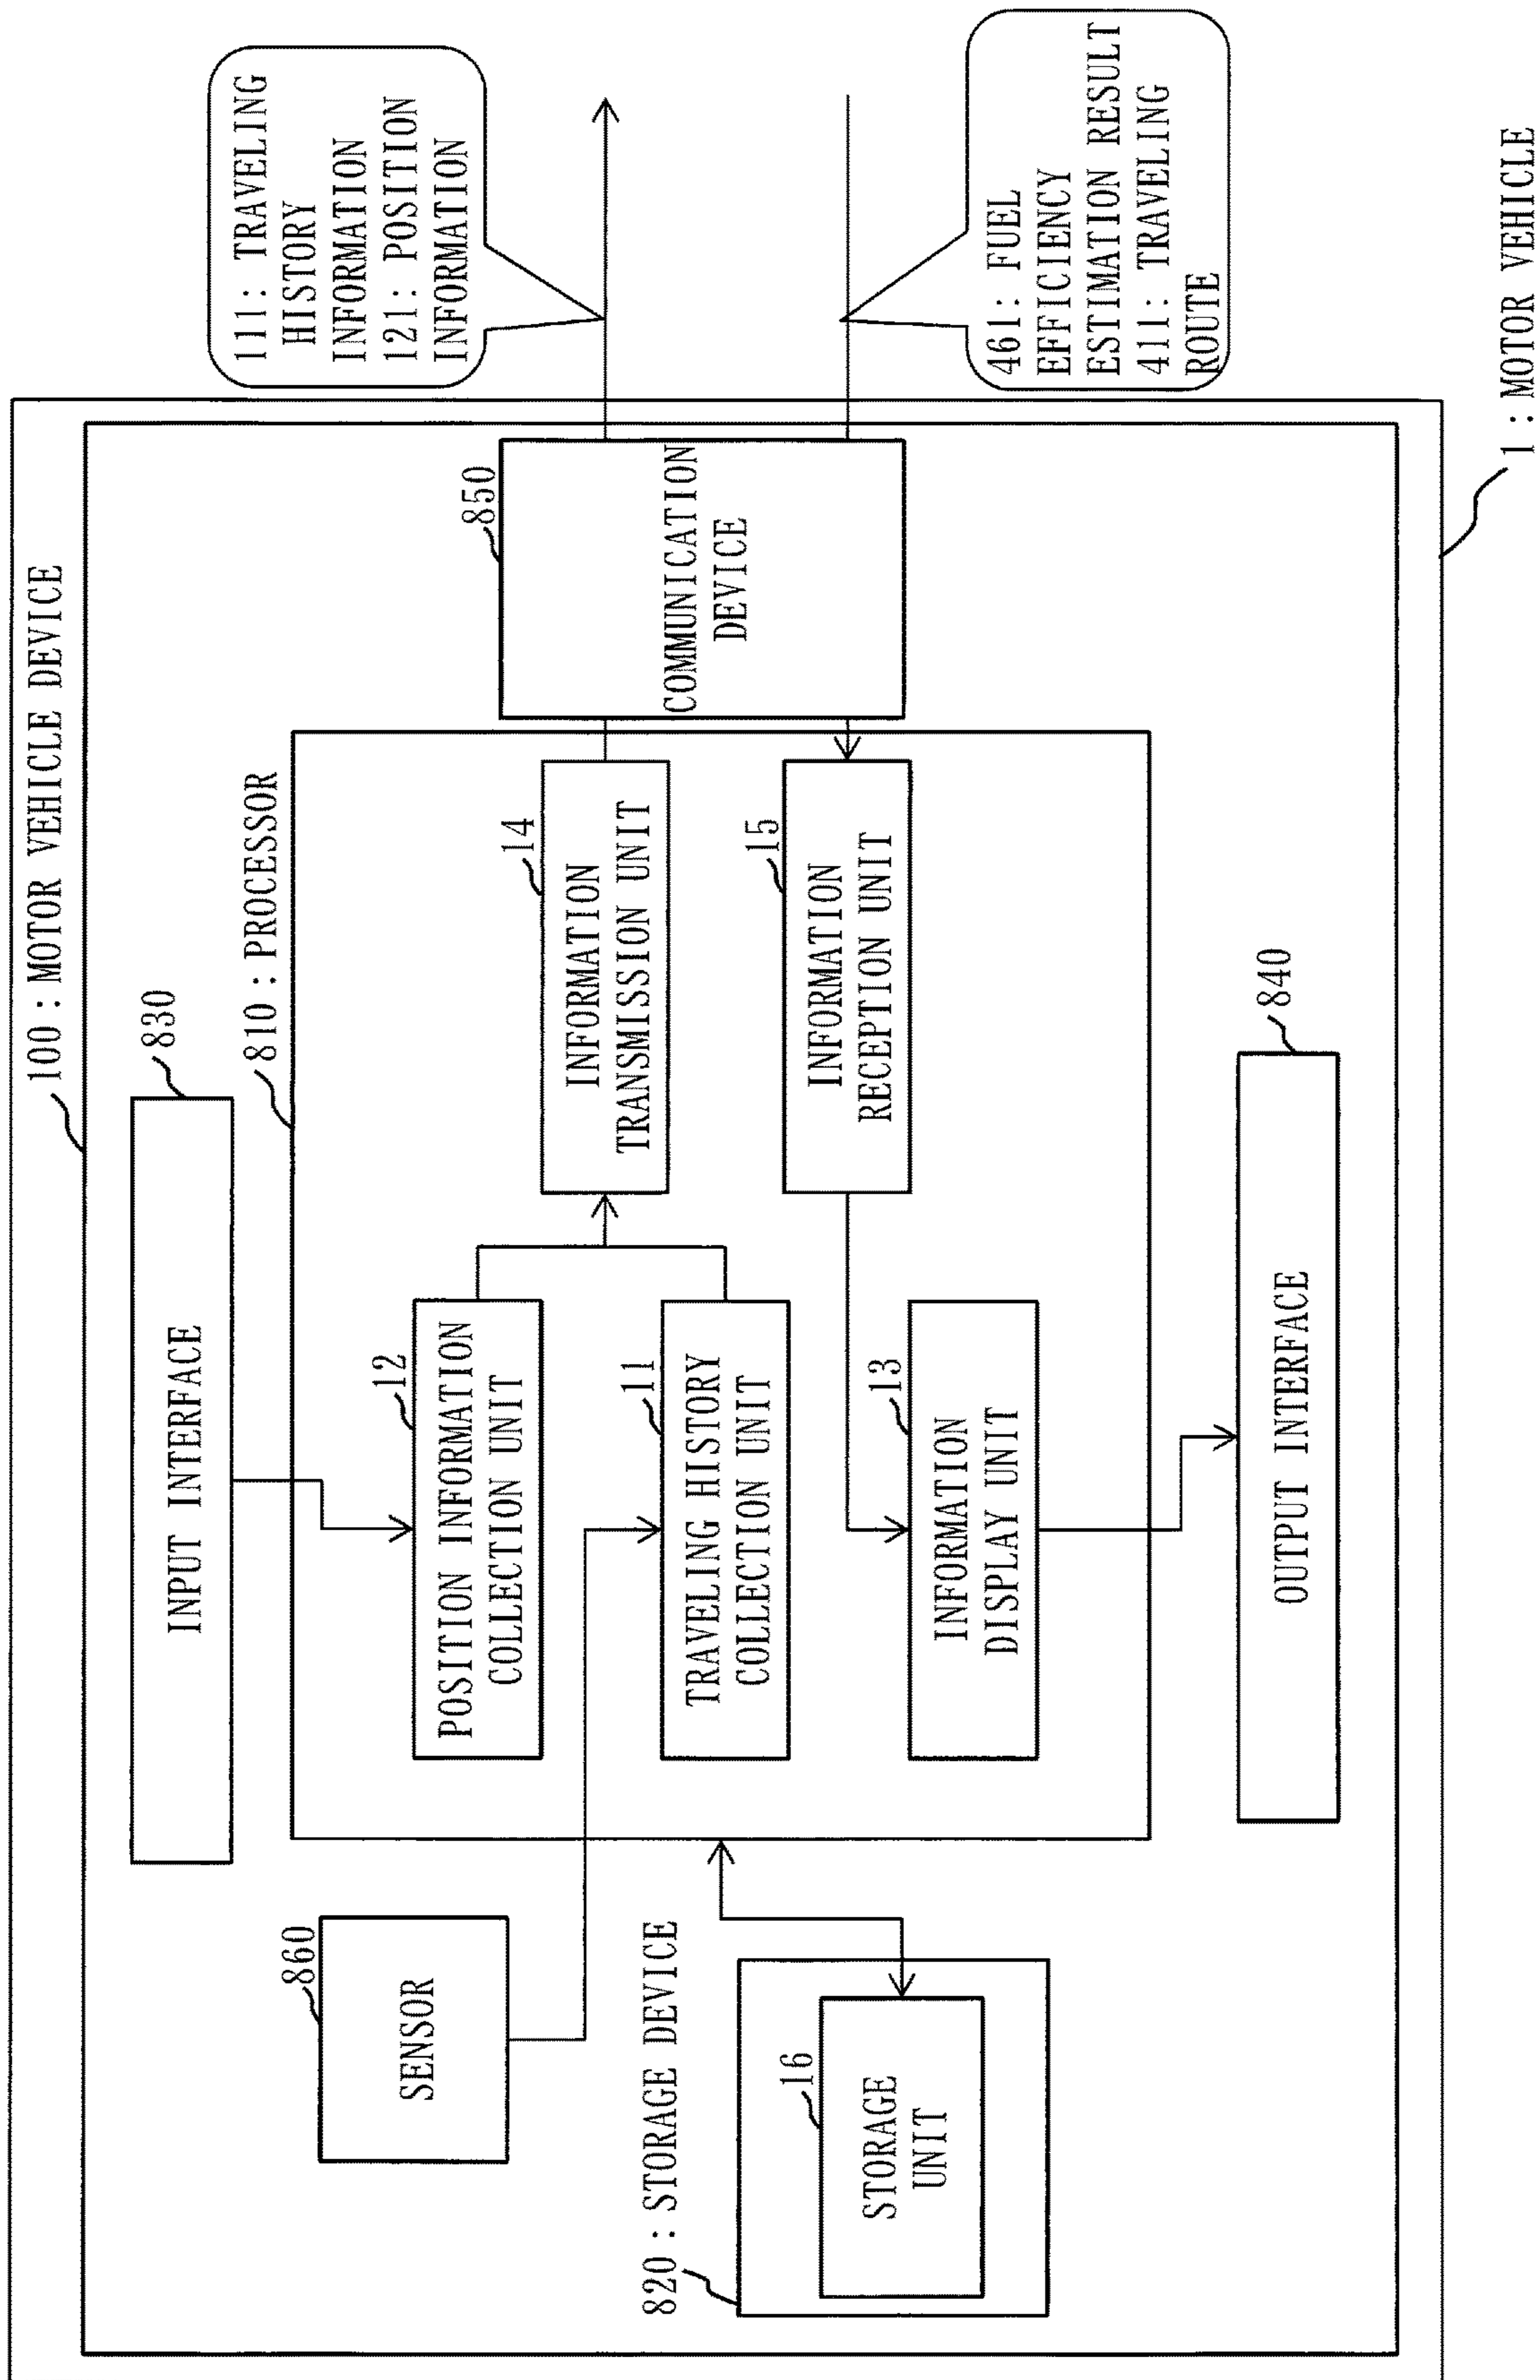 100 : MOTOR VEHICLE DEVICE
INPUT INTERFACE
830
810 : PROCESSOR
860
SENSOR
12
POSITION INFORMATION
COLLECTION UNIT
11
TRAVELING HISTORY
COLLECTION UNIT
14
INFORMATION
TRANSMISSION UNIT
15
INFORMATION
RECEPTION UNIT
13
INFORMATION
DISPLAY UNIT
850
COMMUNICATION
DEVICE
820 : STORAGE DEVICE
16
STORAGE
UNIT
840
OUTPUT INTERFACE
111: TRAVELING
HISTORY
INFORMATION
121: POSITION
INFORMATION
461: FUEL
EFFICIENCY
ESTIMATION RESULT
411: TRAVELING
ROUTE
1 : MOTOR VEHICLE